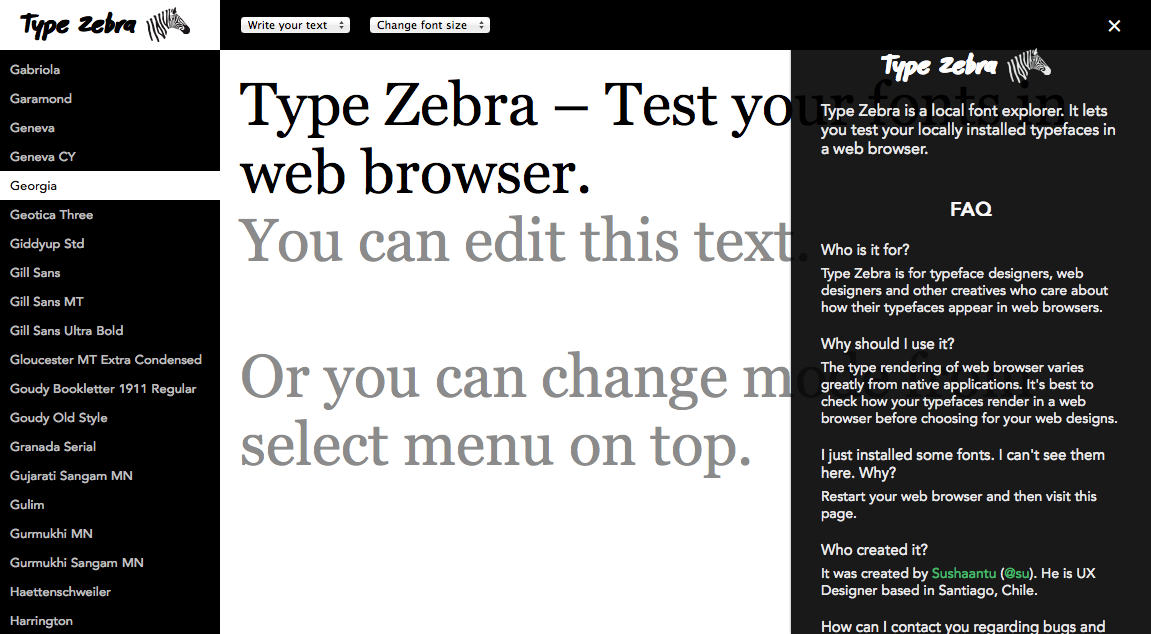 Type Zebra
Write your text
Change font size
×
Gabriola
Garamond
Geneva
Geneva CY
Georgia
Geotica Three
Giddyup Std
Gill Sans
Gill Sans MT
Gill Sans Ultra Bold
Gloucester MT Extra Condensed
Goudy Bookletter 1911 Regular
Goudy Old Style
Granada Serial
Gujarati Sangam MN
Gulim
Gurmukhi MN
Gurmukhi Sangam MN
Haettenschweiler
Harrington
Type Zebra – Test your fonts in
web browser.
You can edit this text.
Or you can change mode
select menu on top.
Type Zebra
Type Zebra is a local font explorer. It lets
you test your locally installed typefaces in
a web browser.
FAQ
Who is it for?
Type Zebra is for typeface designers, web
designers and other creatives who care about
how their typefaces appear in web browsers.
Why should I use it?
The type rendering of web browser varies
greatly from native applications. It's best to
check how your typefaces render in a web
browser before choosing for your web designs.
I just installed some fonts. I can't see them
here. Why?
Restart your web browser and then visit this
page.
Who created it?
It was created by Sushaantu (@su). He is UX
Designer based in Santiago, Chile.
How can I contact you regarding bugs and